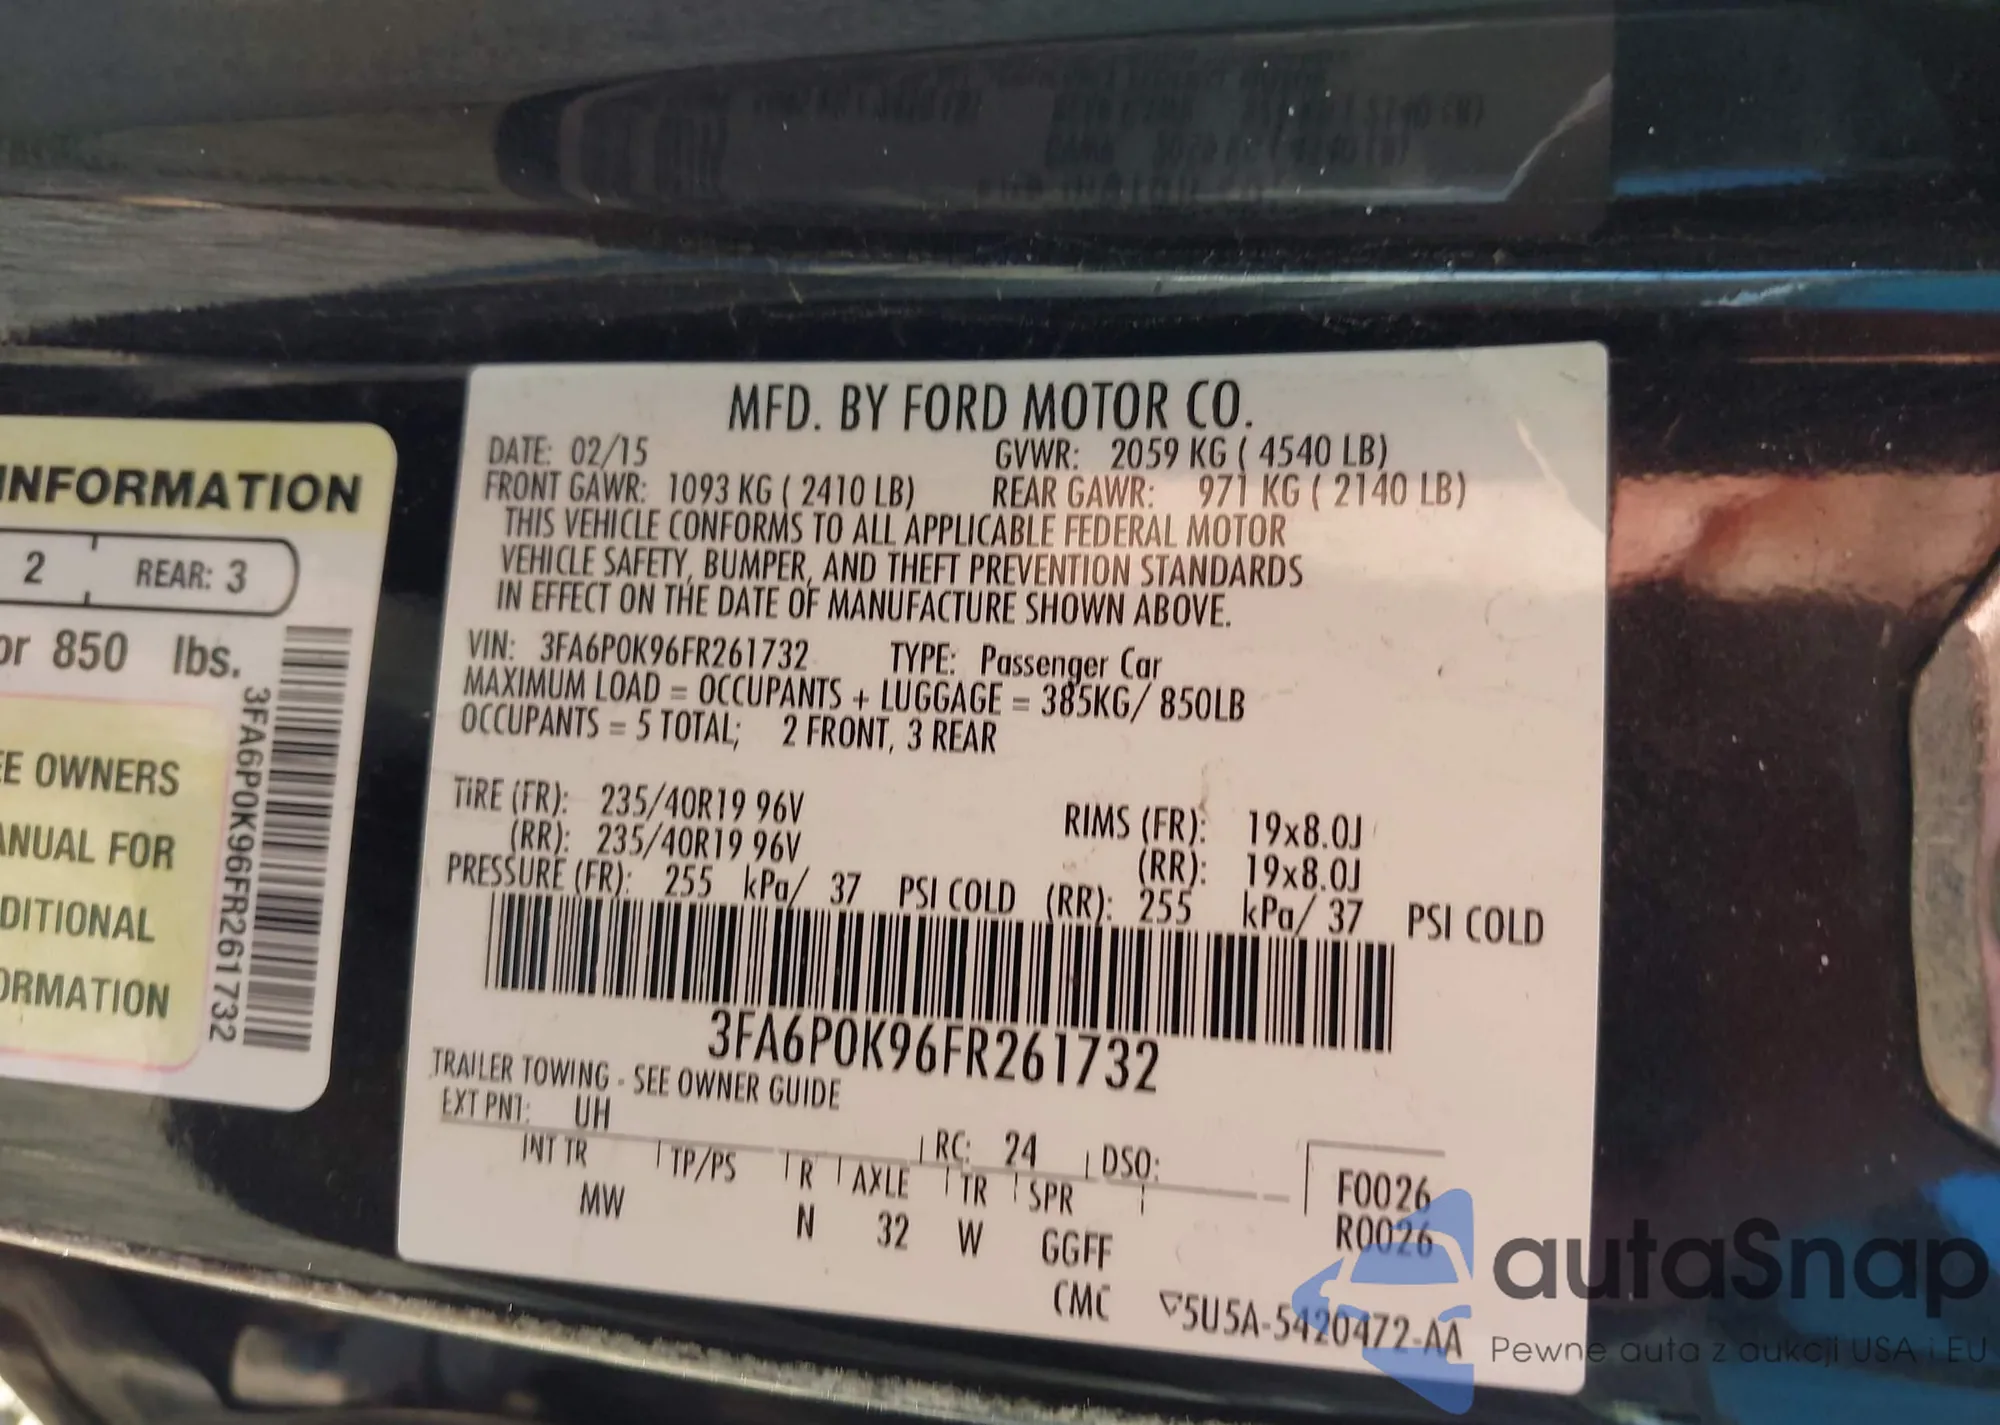 INFORMATION
2 REAR: 3
or 850 lbs.
EE OWNERS
ANUAL FOR
DITIONAL
ORMATION
3FA6P0K96FR261732
MFD. BY FORD MOTOR CO.
DATE: 02/15 GVWR: 2059 KG ( 4540 LB)
FRONT GAWR: 1093 KG ( 2410 LB) REAR GAWR: 971 KG ( 2140 LB)
THIS VEHICLE CONFORMS TO ALL APPLICABLE FEDERAL MOTOR
VEHICLE SAFETY, BUMPER, AND THEFT PREVENTION STANDARDS
IN EFFECT ON THE DATE OF MANUFACTURE SHOWN ABOVE.
VIN: 3FA6P0K96FR261732 TYPE: Passenger Car
MAXIMUM LOAD = OCCUPANTS + LUGGAGE = 385KG/ 850LB
OCCUPANTS = 5 TOTAL; 2 FRONT, 3 REAR
TIRE (FR): 235/40R19 96V RIMS (FR): 19x8.0J
(RR): 235/40R19 96V (RR): 19x8.0J
PRESSURE (FR): 255 kPa/ 37 PSI COLD (RR): 255 kPa/ 37 PSI COLD
3FA6P0K96FR261732
TRAILER TOWING - SEE OWNER GUIDE
EXT PNT: UH RC: 24 DSO:
INT TR TP/PS R AXLE TR SPR F0026
MW N 32 W GGFF R0026
CMC ▽5U5A-5420472-AA
autaSnap
Pewne auta z aukcji USA i EU